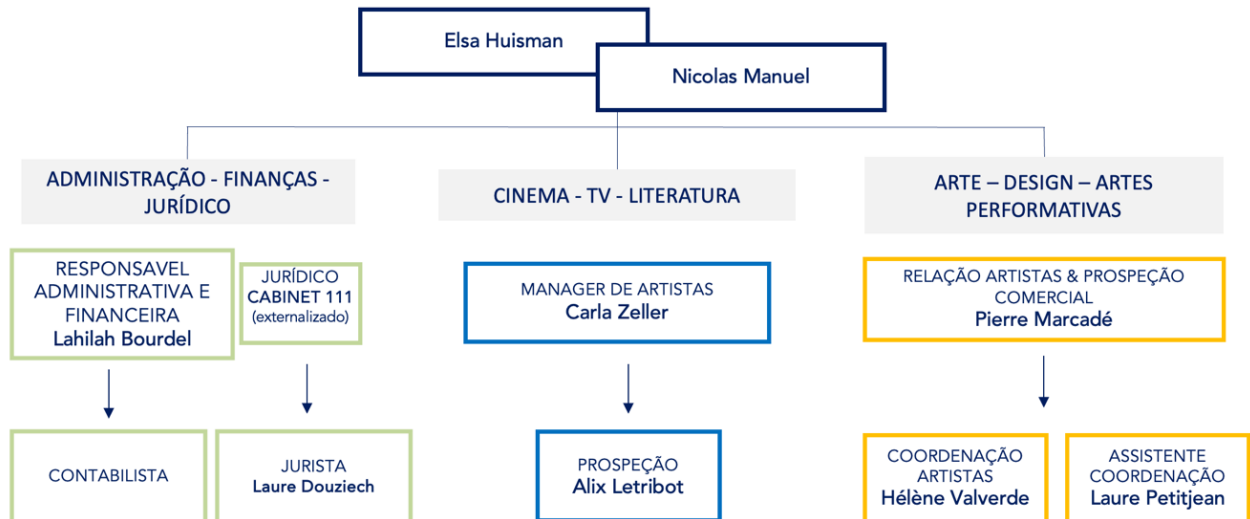 Elsa Huisman
Nicolas Manuel
ADMINISTRAÇÃO - FINANÇAS -
JURÍDICO
CINEMA - TV - LITERATURA
ARTE – DESIGN – ARTES
PERFORMATIVAS
RESPONSAVEL
ADMINISTRATIVA E
FINANCEIRA
Lahilah Bourdel
JURÍDICO
CABINET 111
(externalizado)
MANAGER DE ARTISTAS
Carla Zeller
RELAÇÃO ARTISTAS & PROSPEÇÃO
COMERCIAL
Pierre Marcadé
CONTABILISTA
JURISTA
Laure Douziech
PROSPEÇÃO
Alix Letribot
COORDENAÇÃO
ARTISTAS
Hélène Valverde
ASSISTENTE
COORDENAÇÃO
Laure Petitjean